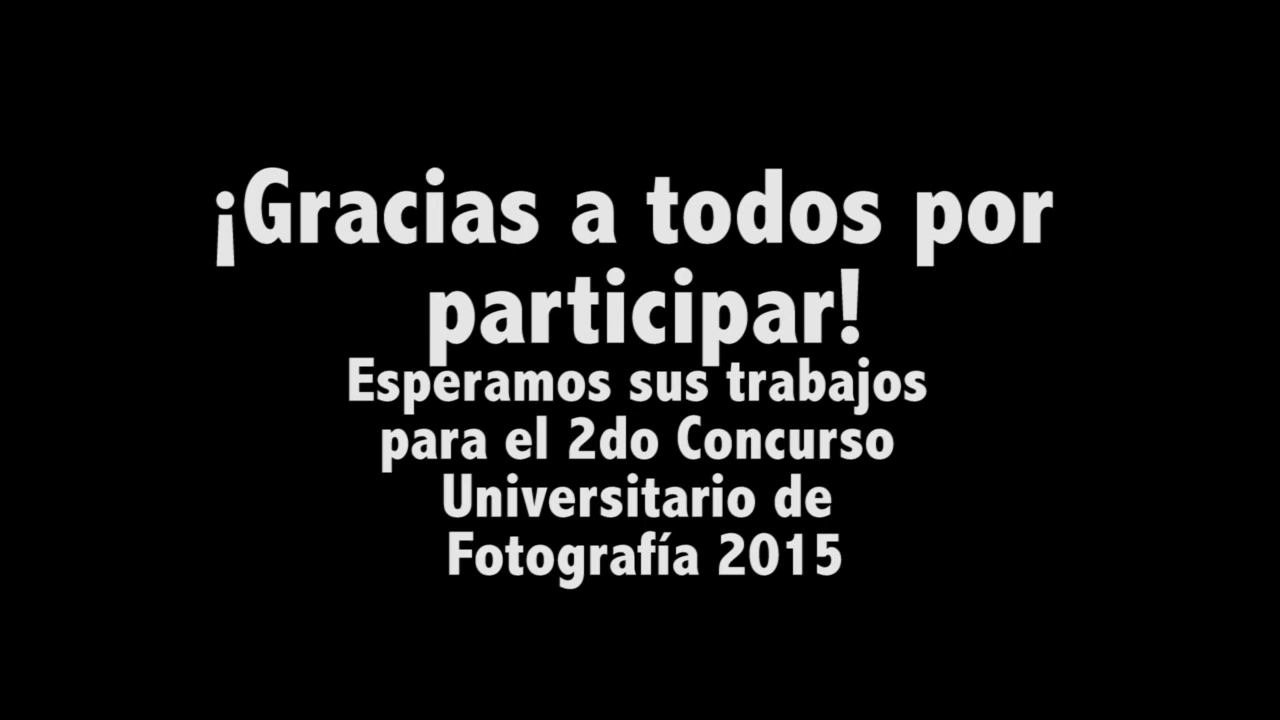 ¡Gracias a todos por
participar!
Esperamos sus trabajos
para el 2do Concurso
Universitario de
Fotografía 2015